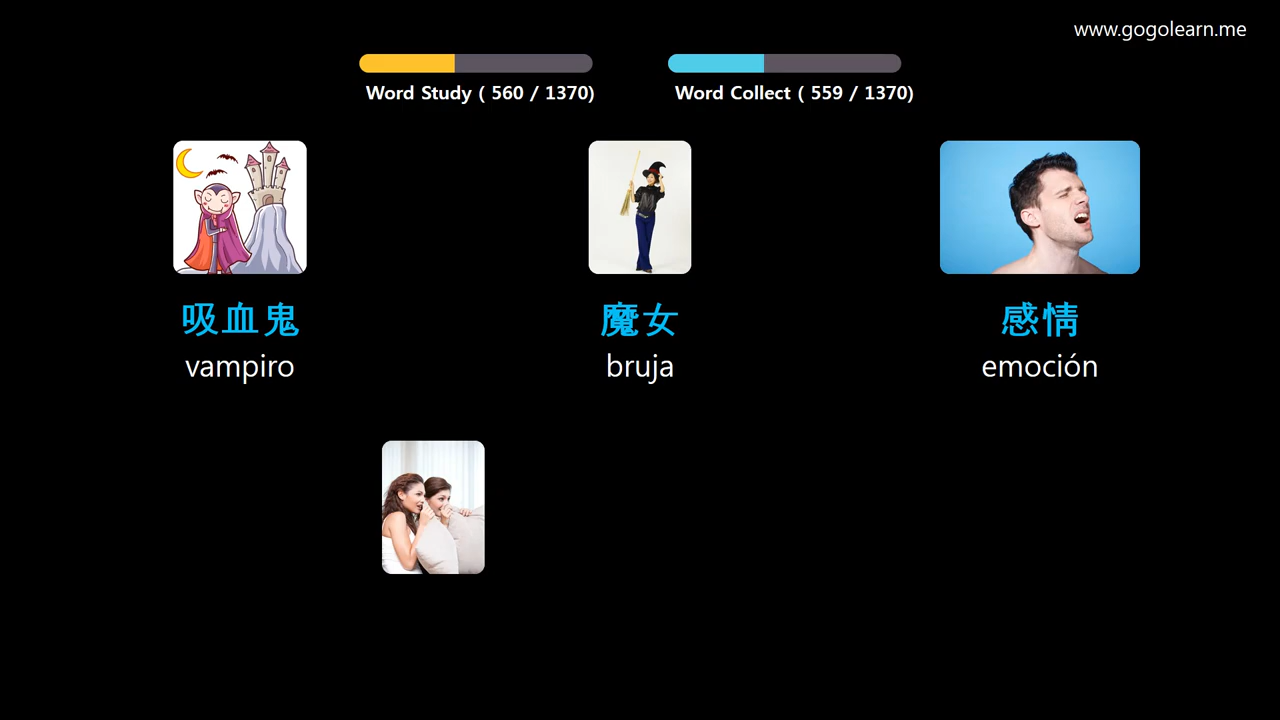 www.gogolearn.me
Word Study ( 560 / 1370)
Word Collect ( 559 / 1370)
吸血鬼
vampiro
魔女
bruja
感情
emoción